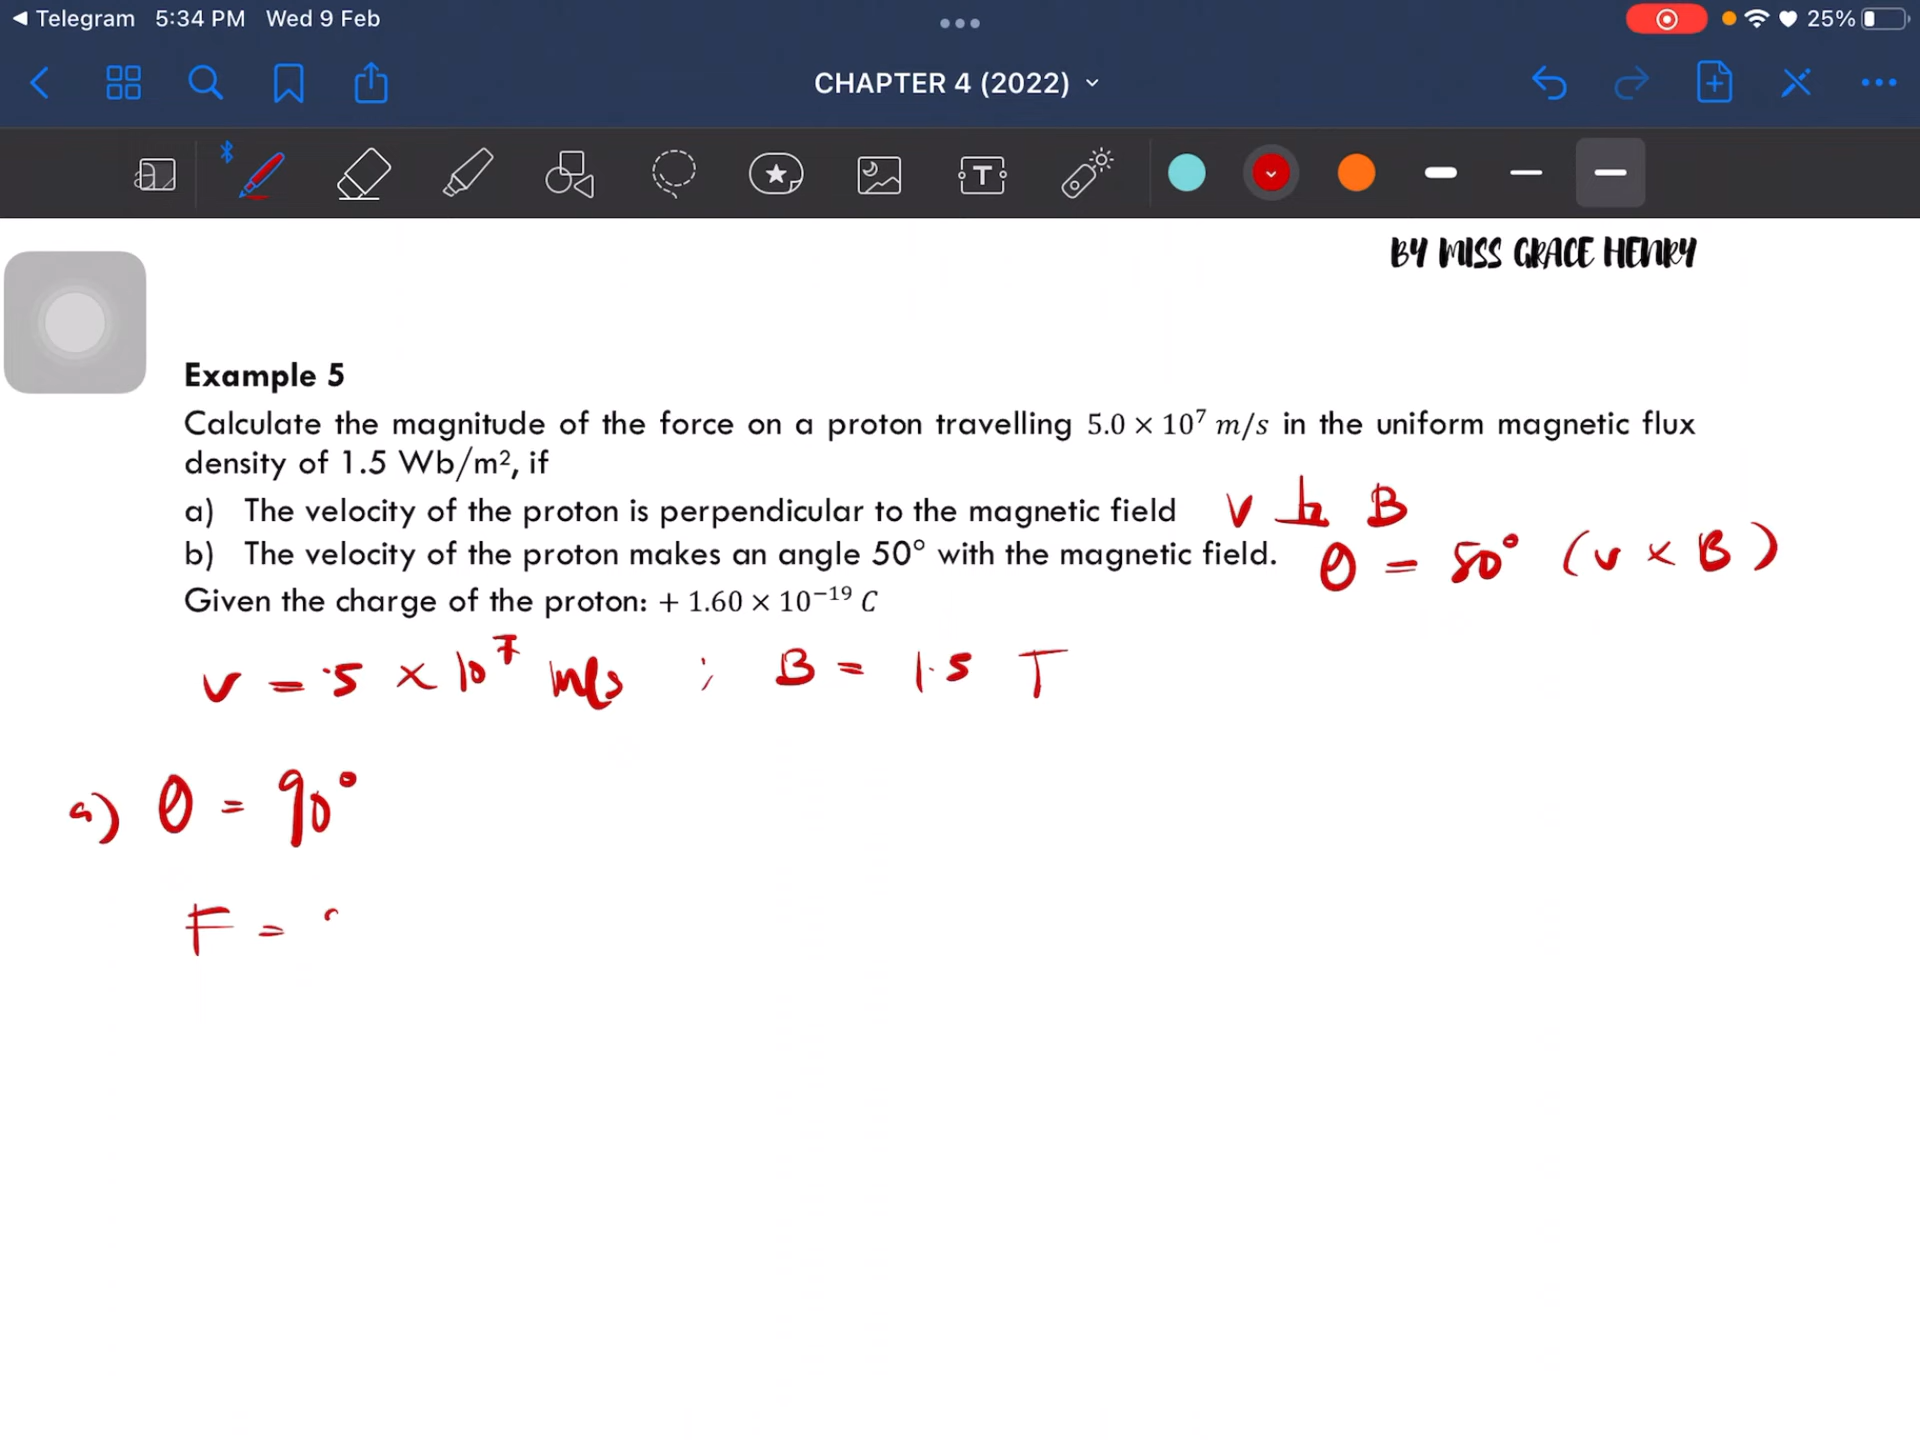 Telegram 5:34 PM Wed 9 Feb 25%
CHAPTER 4 (2022)
BY MISS GRACE HENRY
Example 5
Calculate the magnitude of the force on a proton travelling 5.0 × 10⁷ m/s in the uniform magnetic flux
density of 1.5 Wb/m², if
a) The velocity of the proton is perpendicular to the magnetic field v ⊥ B
b) The velocity of the proton makes an angle 50° with the magnetic field. θ = 50° (v × B)
Given the charge of the proton: + 1.60 × 10⁻¹⁹ C
v = 5 × 10⁷ m/s ; B = 1.5 T
a) θ = 90°
F =